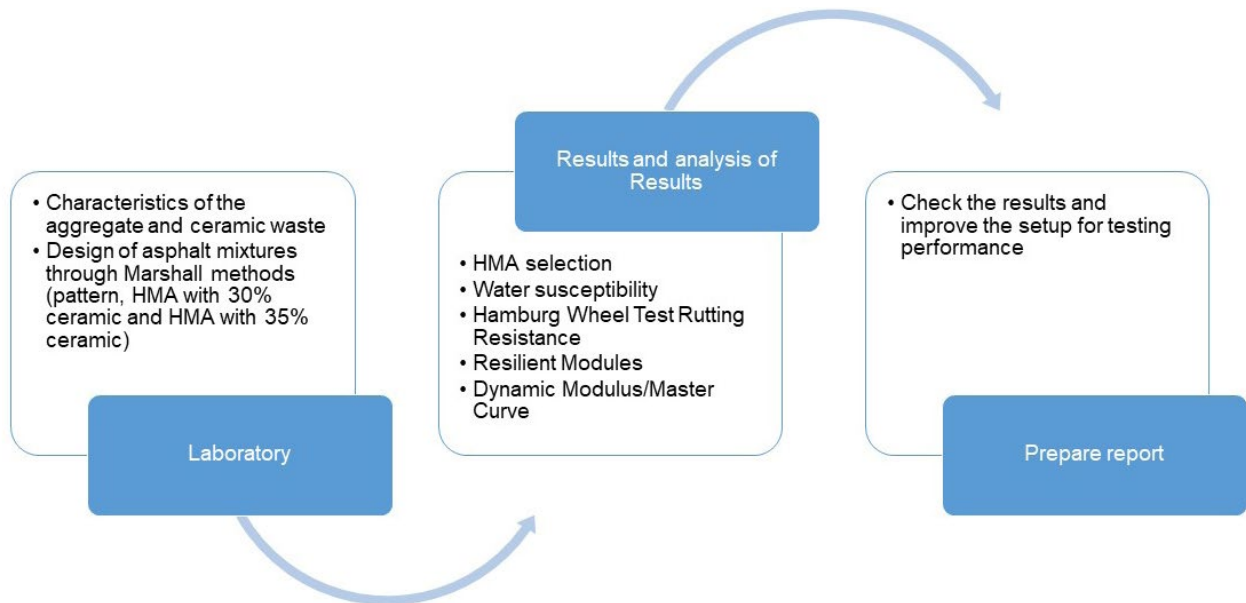 • Characteristics of the
aggregate and ceramic waste
• Design of asphalt mixtures
through Marshall methods
(pattern, HMA with 30%
ceramic and HMA with 35%
ceramic)
Laboratory
Results and analysis of
Results
• HMA selection
• Water susceptibility
• Hamburg Wheel Test Rutting
Resistance
• Resilient Modules
• Dynamic Modulus/Master
Curve
• Check the results and
improve the setup for testing
performance
Prepare report